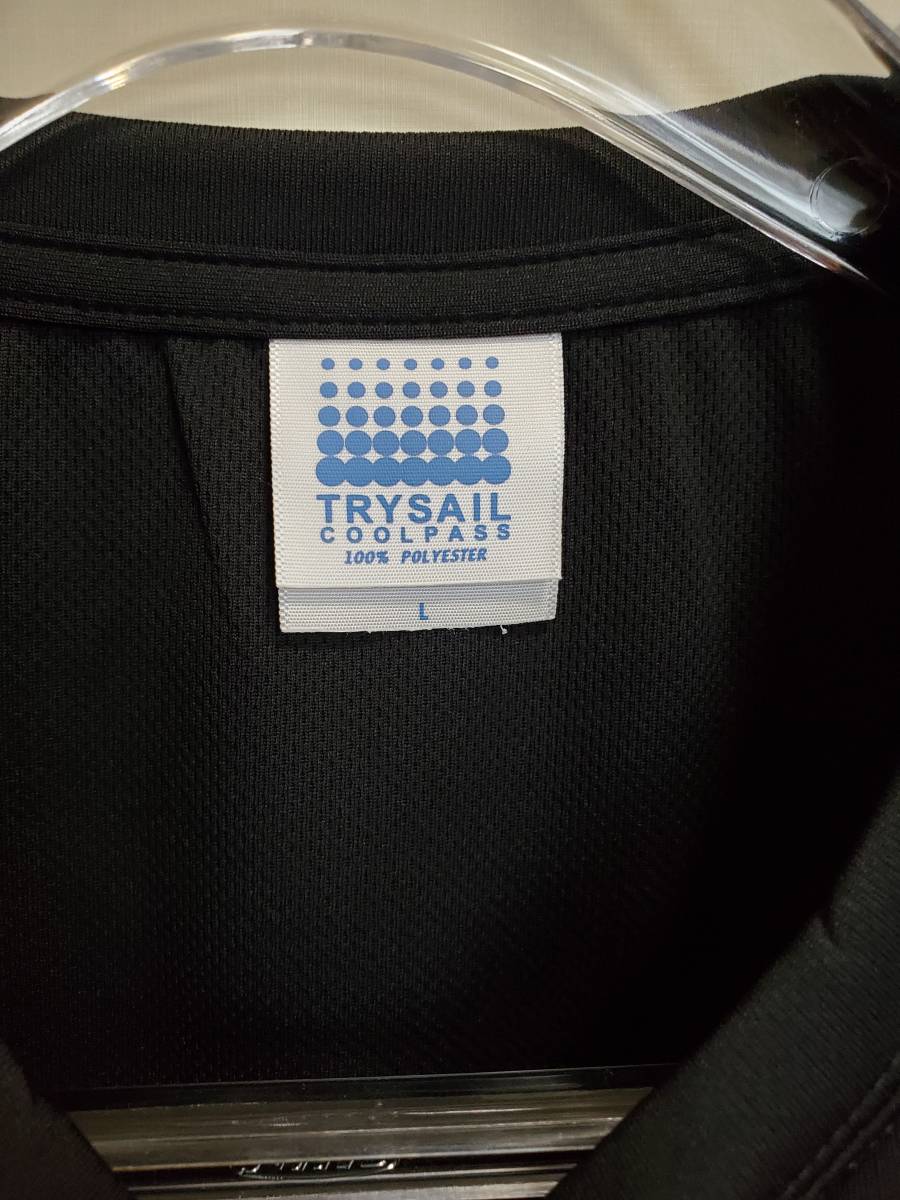 TRYSAIL
COOLPASS
100% POLYESTER
L